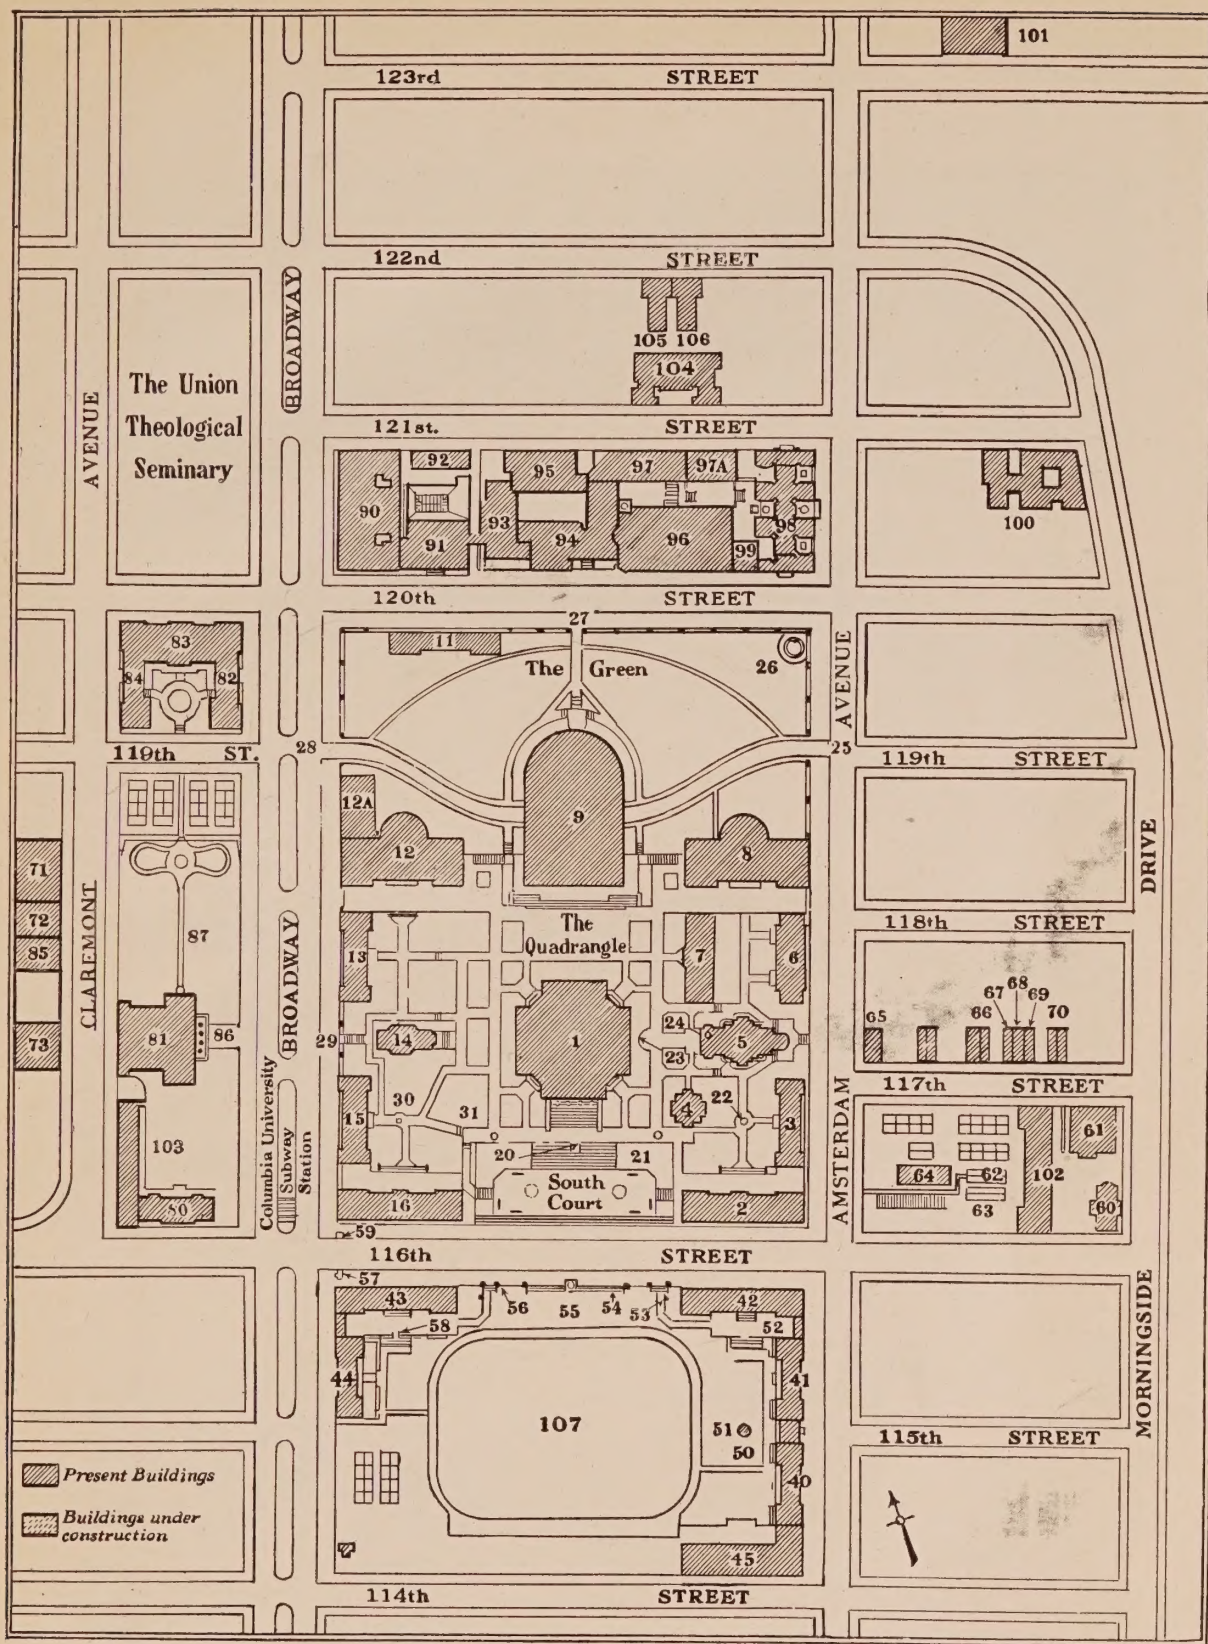 101
123rd STREET
122nd STREET
BROADWAY
105 106
104
The Union
Theological
Seminary
AVENUE
121st. STREET
92
95
97
97A
90
93
91
94
96
98
99
100
120th STREET
27
11
The Green
26
AVENUE
83
84
82
119th ST.
28
25
119th STREET
12A
9
12
8
71
72
85
73
CLAREMONT
87
BROADWAY
DRIVE
118th STREET
The
Quadrangle
13
7
6
81
86
29
14
1
24
23
5
65
66
67
68
69
70
117th STREET
AMSTERDAM
15
30
31
4
22
3
103
80
Columbia University
Subway
Station
20
21
South
Court
16
2
64
62
63
102
61
60
59
116th STREET
57
43
56
55
54
53
42
52
58
44
41
MORNINGSIDE
107
51
50
40
115th STREET
Present Buildings
Buildings under
construction
45
114th STREET